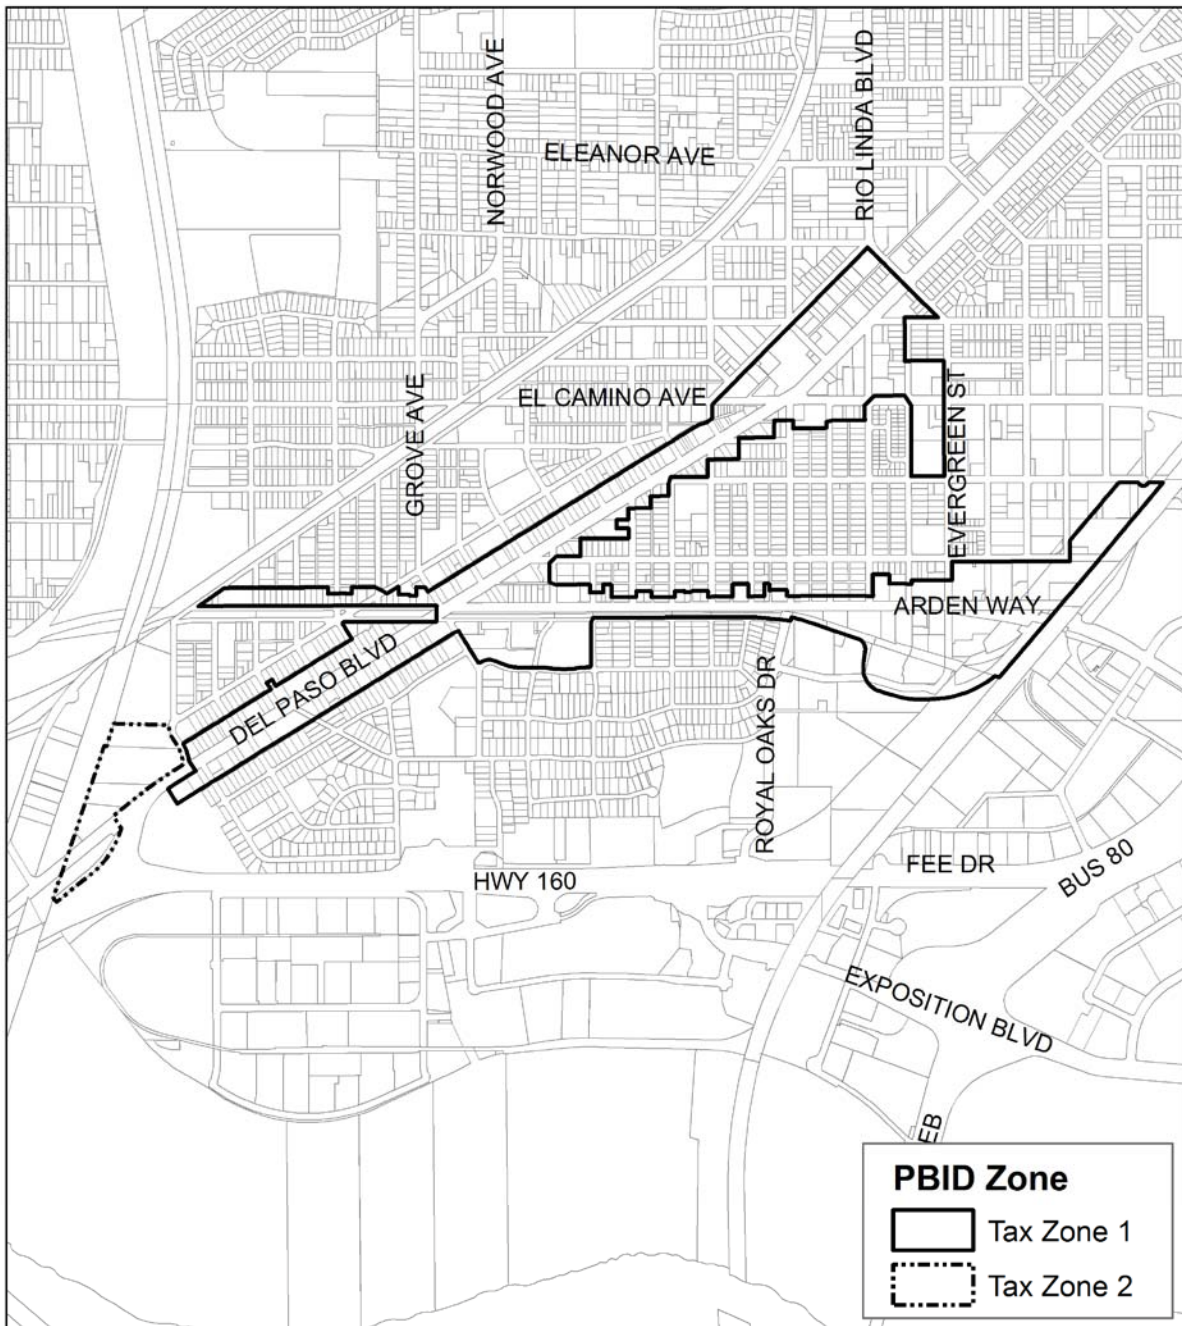 NORWOOD AVE
RIO LINDA BLVD
ELEANOR AVE
EL CAMINO AVE
GROVE AVE
EVERGREEN ST
ARDEN WAY
DEL PASO BLVD
ROYAL OAKS DR
HWY 160
FEE DR
BUS 80
EXPOSITION BLVD
EB
PBID Zone
Tax Zone 1
Tax Zone 2